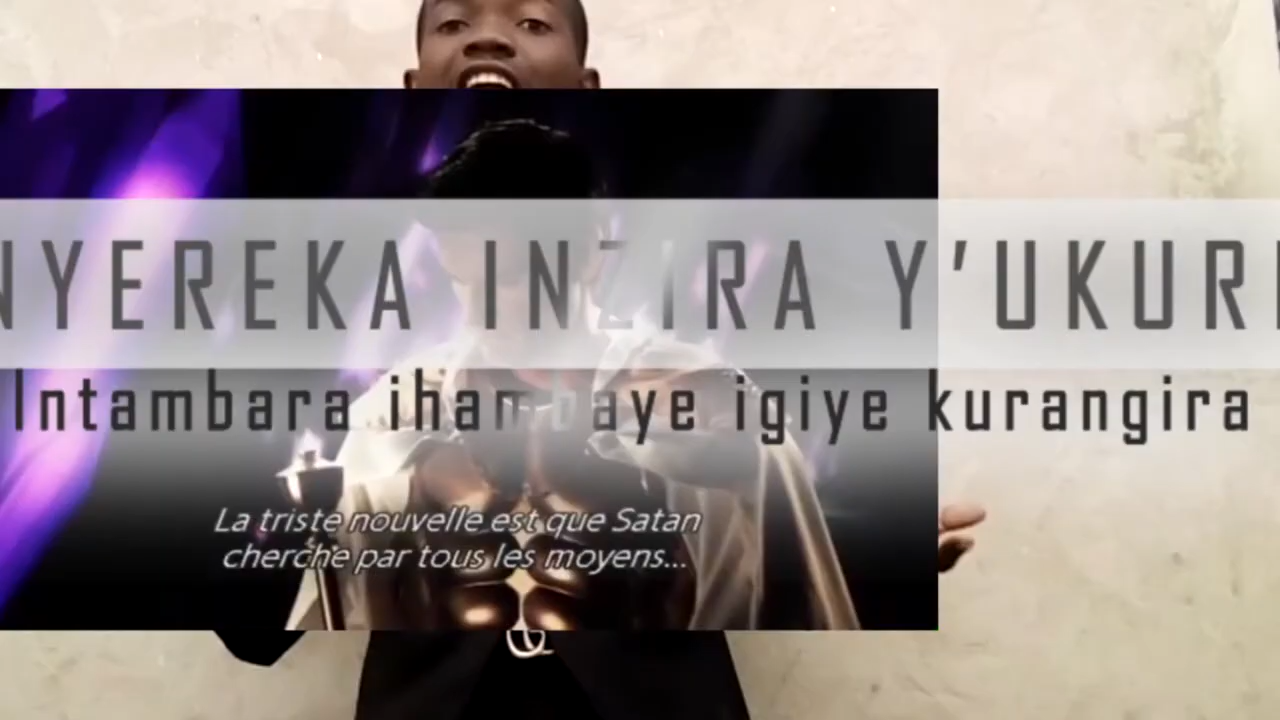 NYEREKA INZIRA Y'UKURI
Intambara ihambaye igiye kurangira
La triste nouvelle est que Satan
cherche par tous les moyens...